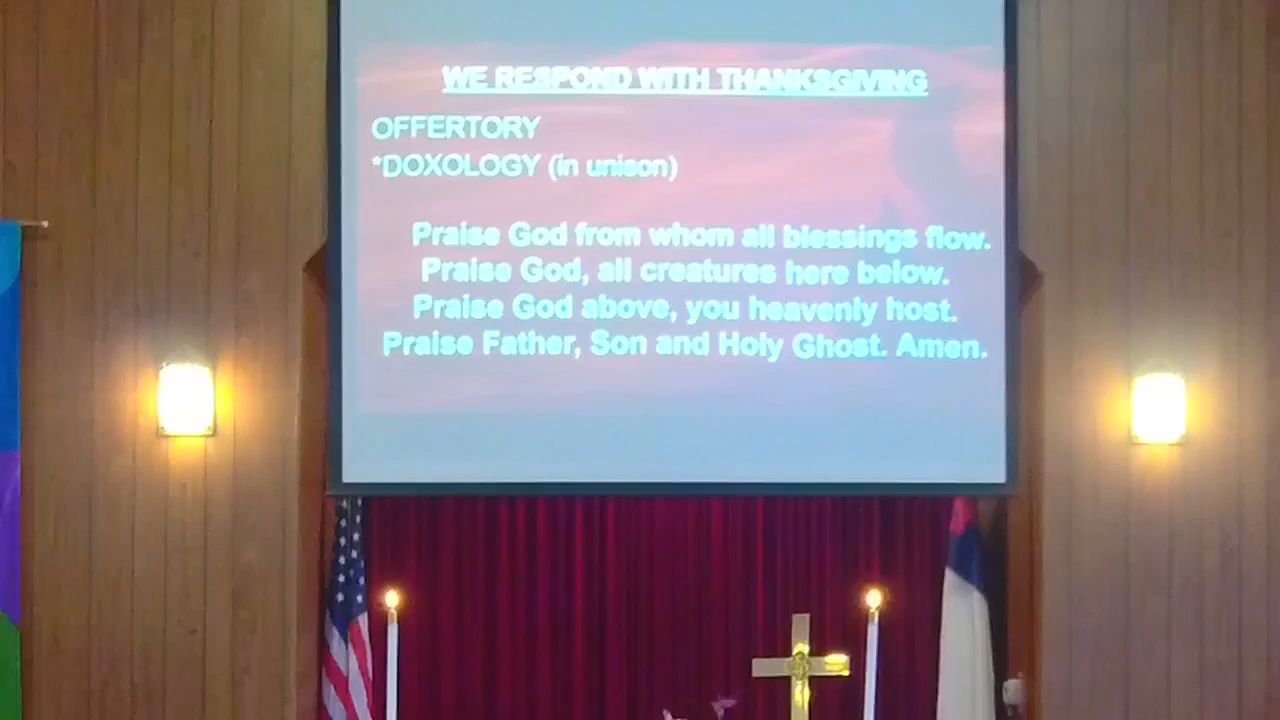 WE RESPOND WITH THANKSGIVING
OFFERTORY
*DOXOLOGY (in unison)
Praise God from whom all blessings flow.
Praise God, all creatures here below.
Praise God above, you heavenly host.
Praise Father, Son and Holy Ghost. Amen.